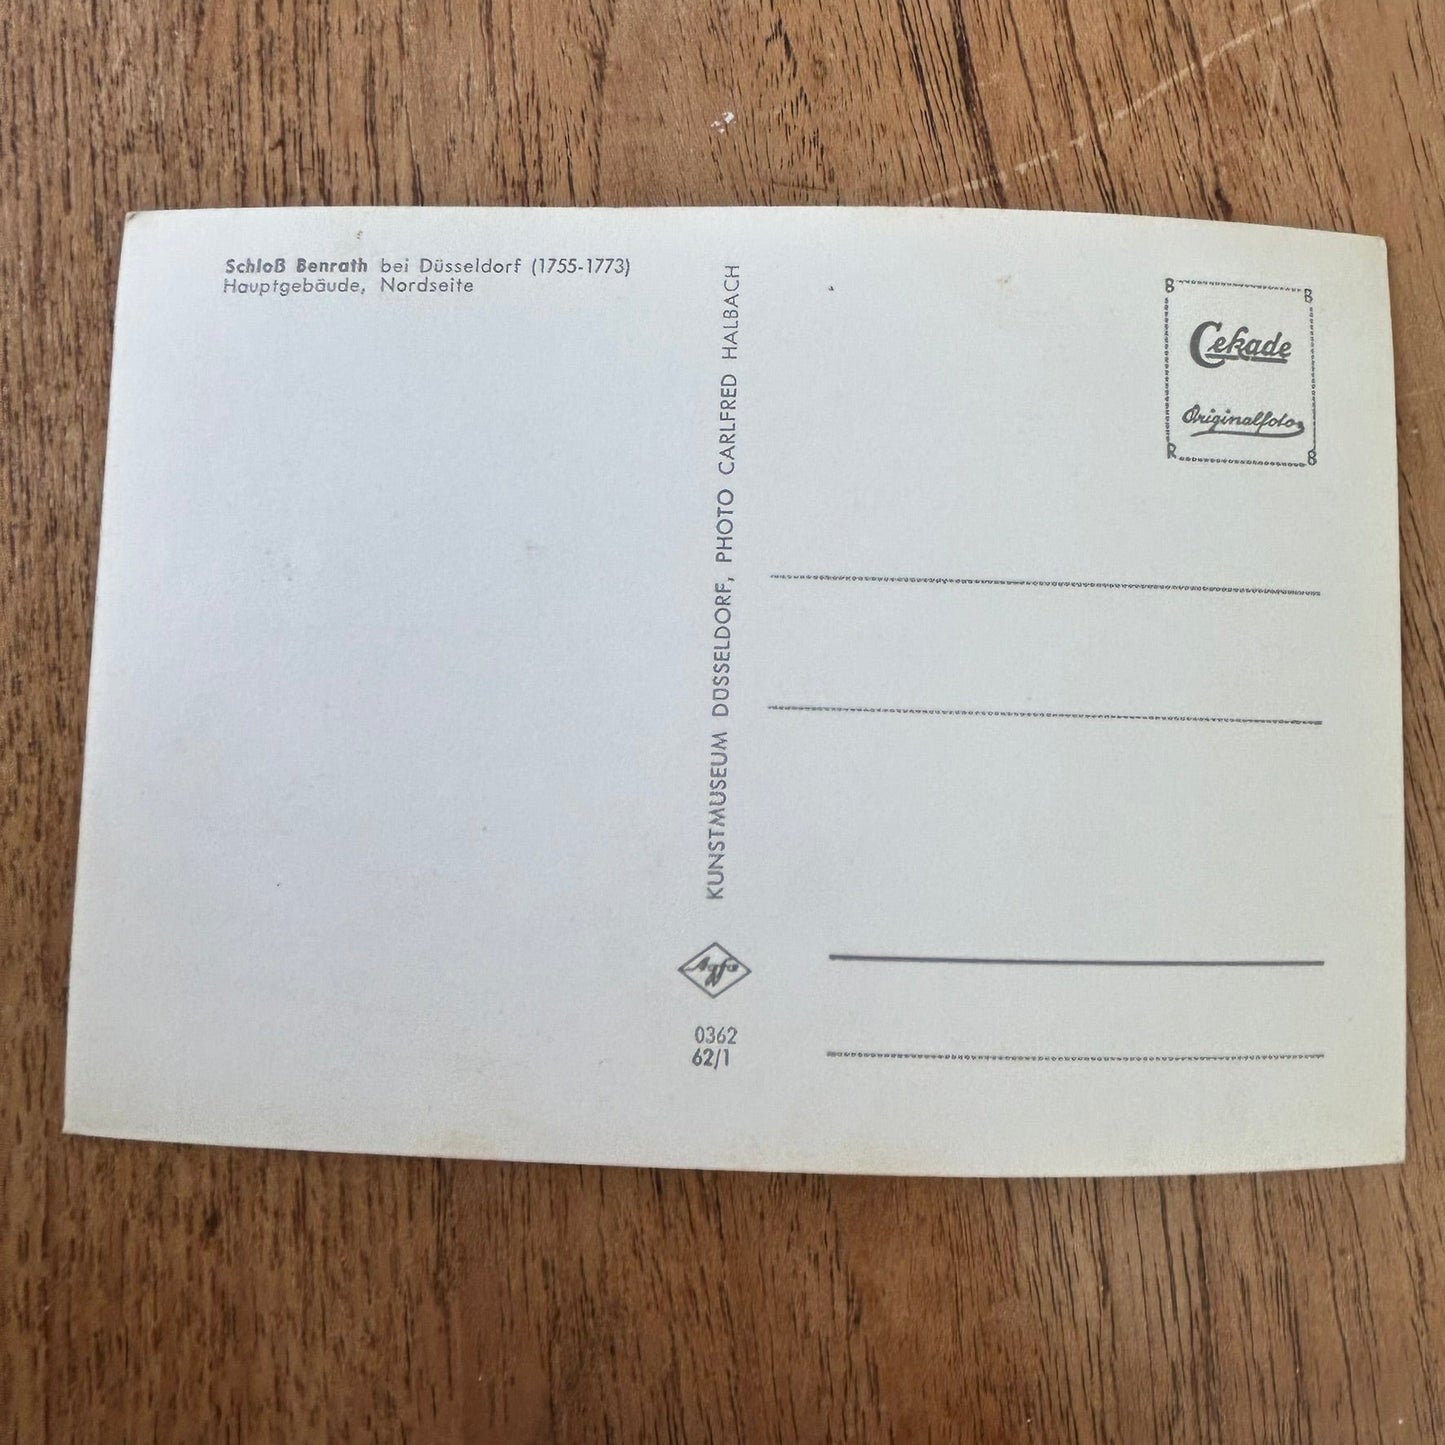 Schloß Benrath bei Düsseldorf (1755-1773)
Hauptgebäude, Nordseite
KUNSTMUSEUM DÜSSELDORF, PHOTO CARLFRED HALBACH
Agfa
0362
62/1
B B
Cekade
Originalfoto
R B